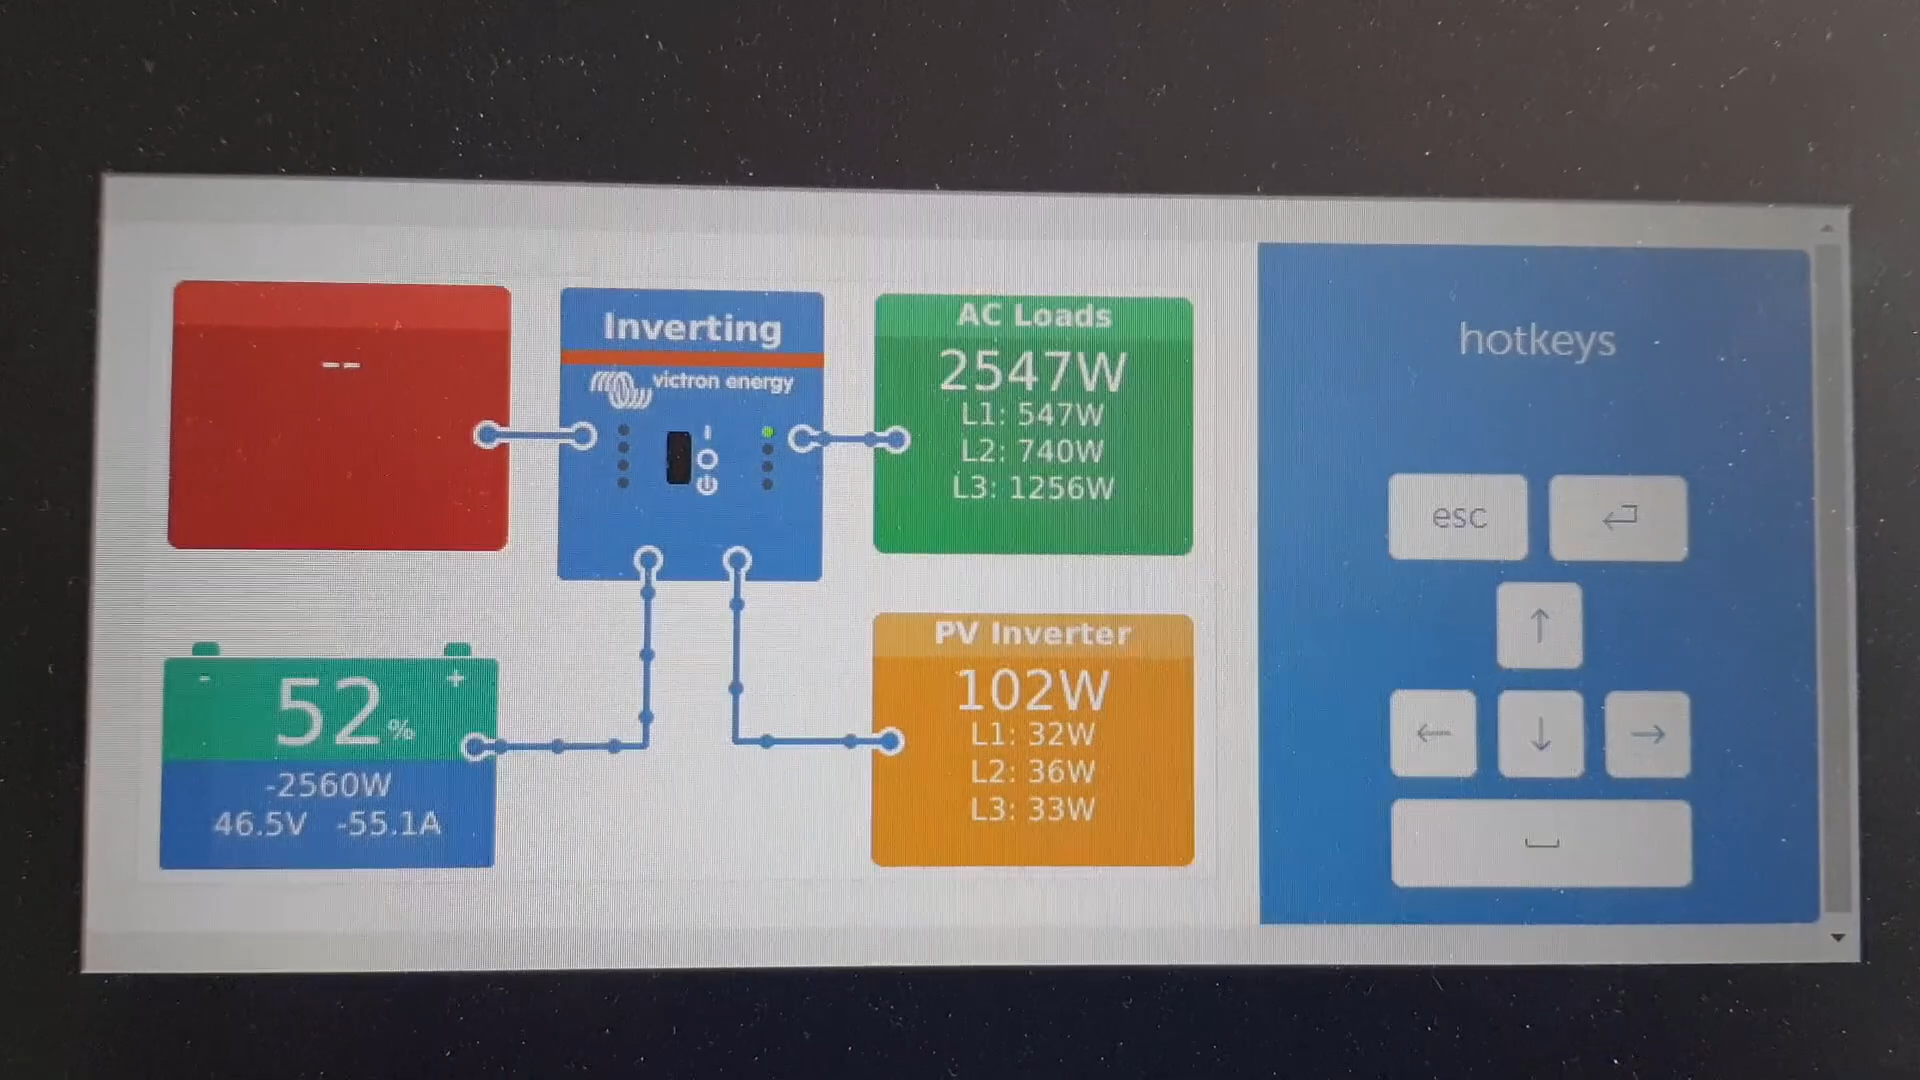 --
Inverting
victron energy
AC Loads
2547W
L1: 547W
L2: 740W
L3: 1256W
- 52% +
-2560W
46.5V -55.1A
PV Inverter
102W
L1: 32W
L2: 36W
L3: 33W
hotkeys
esc